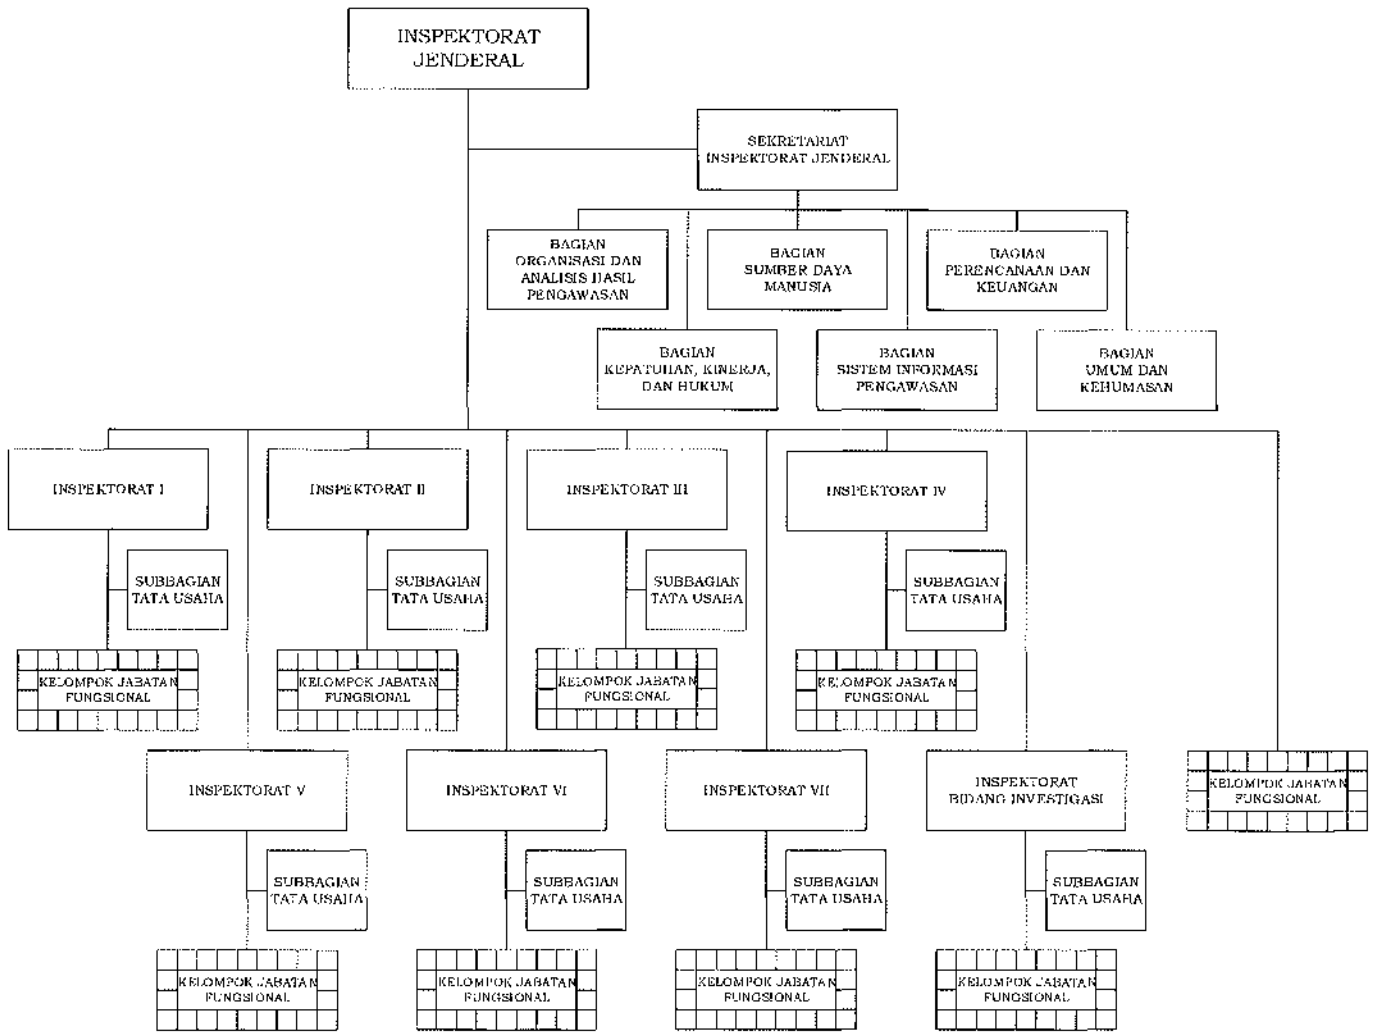 INSPEKTORAT
JENDERAL
SEKRETARIAT
INSPEKTORAT JENDERAL
BAGIAN
ORGANISASI DAN
ANALISIS HASIL
PENGAWASAN
BAGIAN
SUMBER DAYA
MANUSIA
BAGIAN
PERENCANAAN DAN
KEUANGAN
BAGIAN
KEPATUHAN, KINERJA,
DAN HUKUM
BAGIAN
SISTEM INFORMASI
PENGAWASAN
BAGIAN
UMUM DAN
KEHUMASAN
INSPEKTORAT I
INSPEKTORAT II
INSPEKTORAT III
INSPEKTORAT IV
SUBBAGIAN
TATA USAHA
SUBBAGIAN
TATA USAHA
SUBBAGIAN
TATA USAHA
SUBBAGIAN
TATA USAHA
KELOMPOK JABATAN
FUNGSIONAL
KELOMPOK JABATAN
FUNGSIONAL
KELOMPOK JABATAN
FUNGSIONAL
KELOMPOK JABATAN
FUNGSIONAL
INSPEKTORAT V
INSPEKTORAT VI
INSPEKTORAT VII
INSPEKTORAT
BIDANG INVESTIGASI
KELOMPOK JABATAN
FUNGSIONAL
SUBBAGIAN
TATA USAHA
SUBBAGIAN
TATA USAHA
SUBBAGIAN
TATA USAHA
SUBBAGIAN
TATA USAHA
KELOMPOK JABATAN
FUNGSIONAL
KELOMPOK JABATAN
FUNGSIONAL
KELOMPOK JABATAN
FUNGSIONAL
KELOMPOK JABATAN
FUNGSIONAL